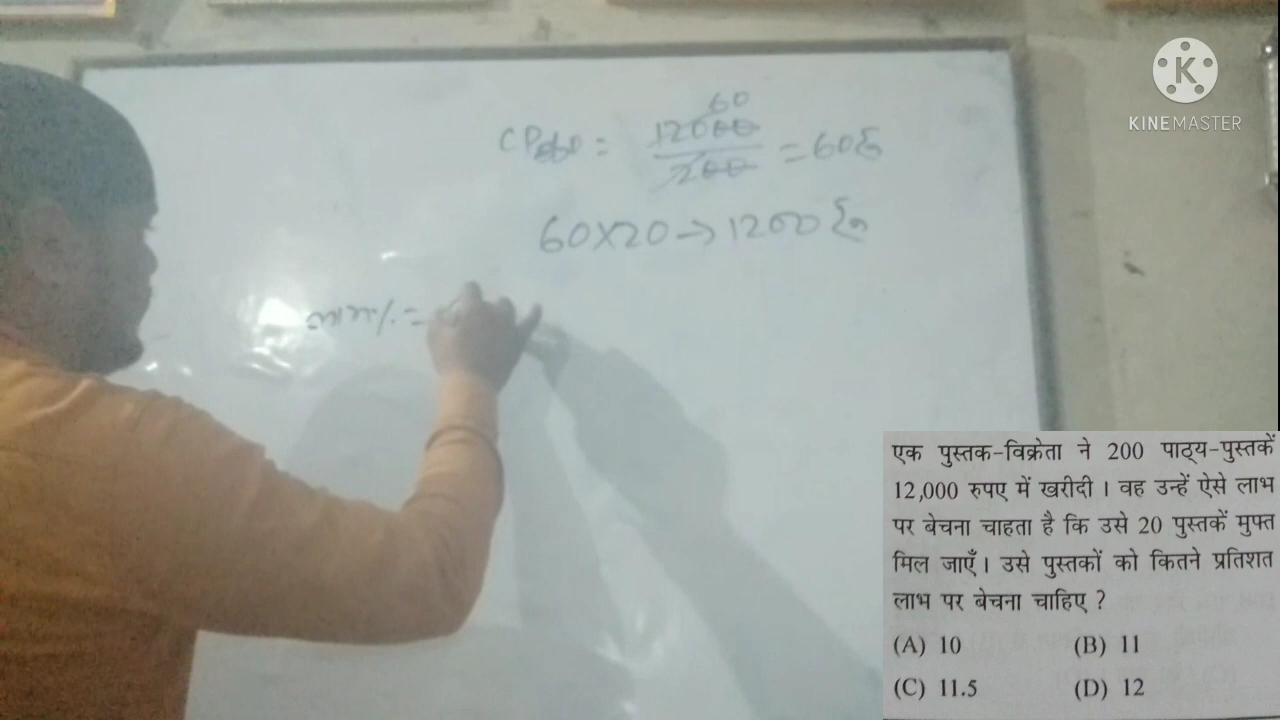 KINEMASTER
60
CP = 12000 / 200 = 60 ₹
60×20→1200 ₹
लाभ% =
एक पुस्तक-विक्रेता ने 200 पाठ्य-पुस्तकें
12,000 रुपए में खरीदी । वह उन्हें ऐसे लाभ
पर बेचना चाहता है कि उसे 20 पुस्तकें मुफ्त
मिल जाएँ। उसे पुस्तकों को कितने प्रतिशत
लाभ पर बेचना चाहिए ?
(A) 10 (B) 11
(C) 11.5 (D) 12